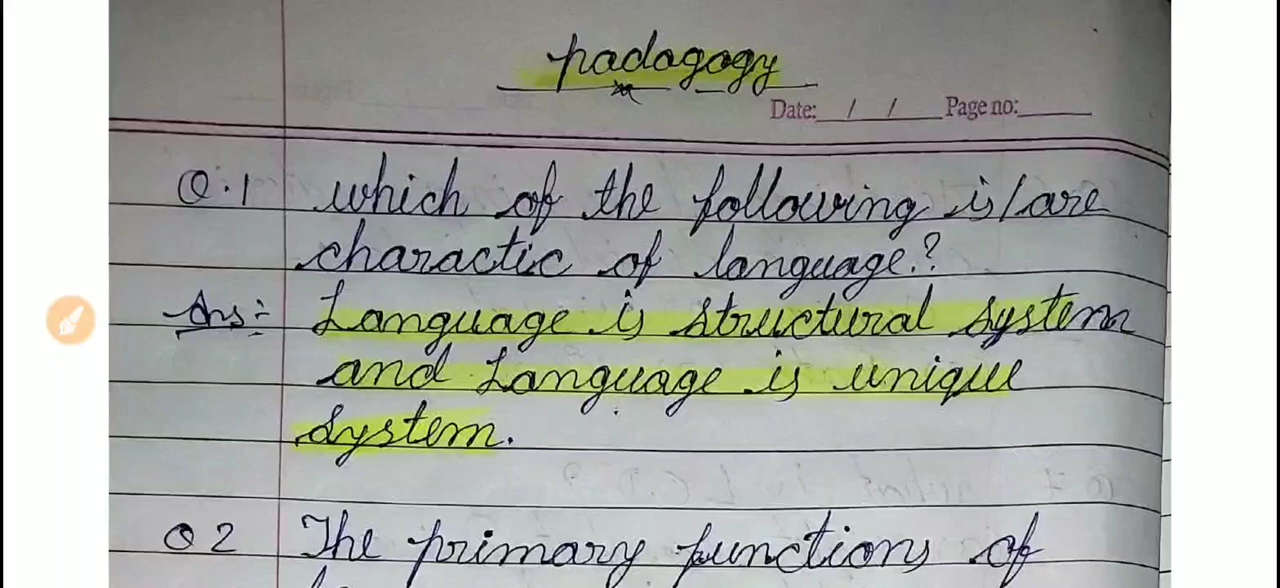 padagogy
Date: / / Page no:
Q.1 which of the following is/are
charactic of language.?
Ans:- Language is structural system
and Language is unique
system.
Q 2 The primary functions of